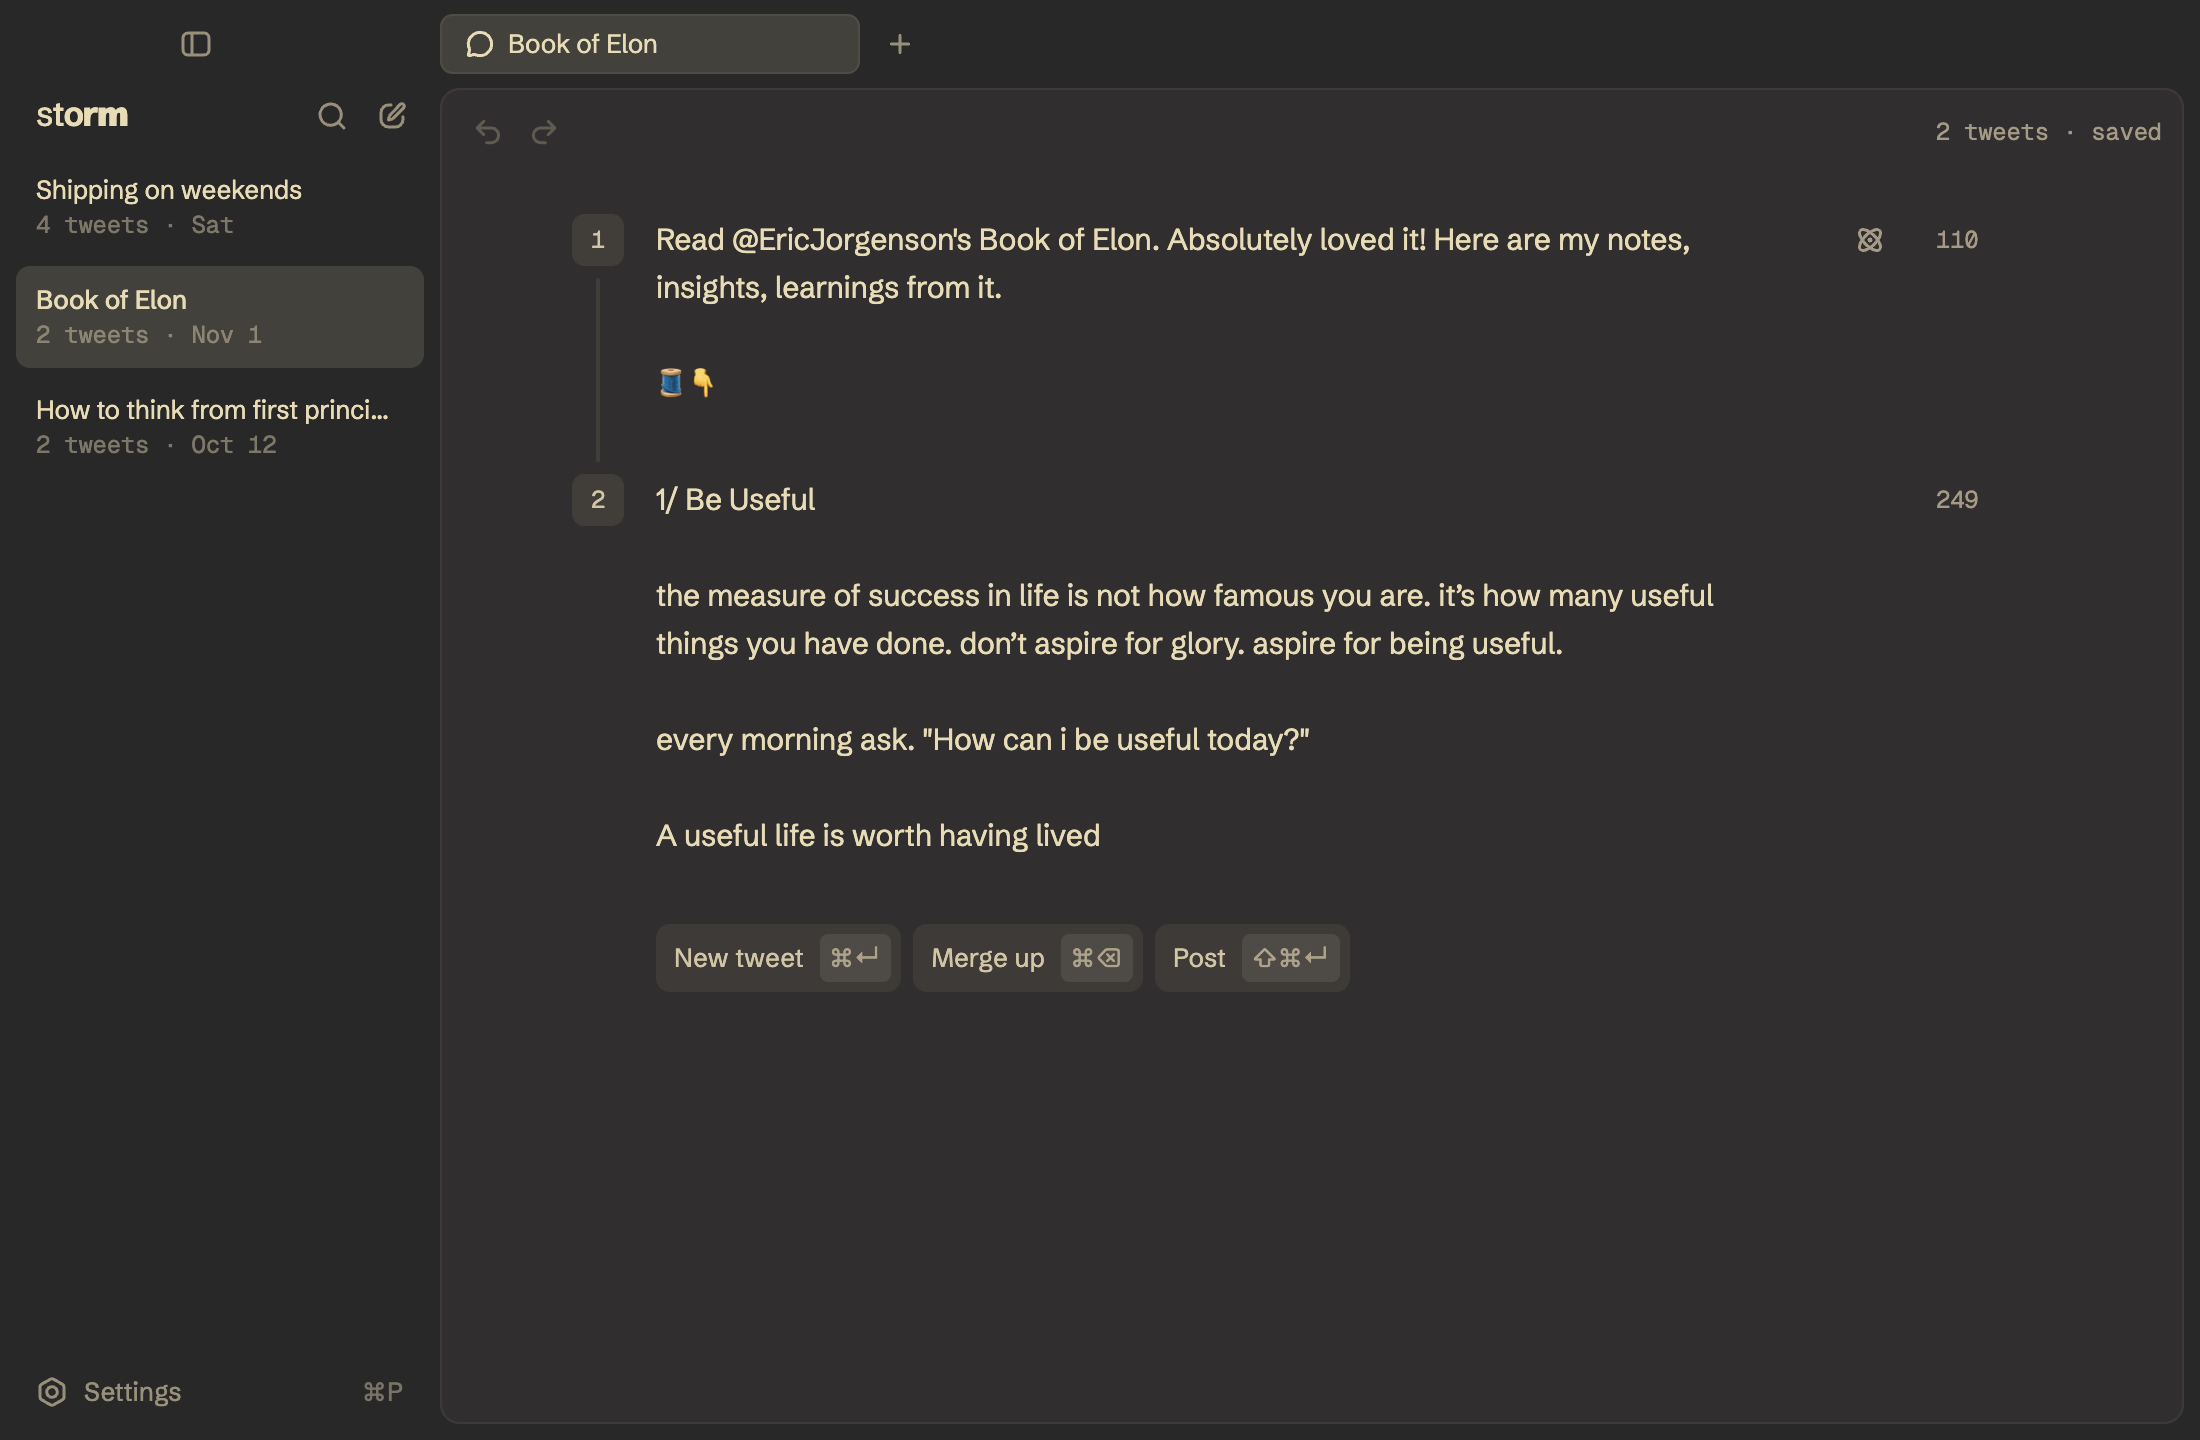 Book of Elon
storm
Shipping on weekends
4 tweets · Sat
Book of Elon
2 tweets · Nov 1
How to think from first princi...
2 tweets · Oct 12
Settings ⌘P
2 tweets · saved
1 Read @EricJorgenson's Book of Elon. Absolutely loved it! Here are my notes, 110
insights, learnings from it.
🧵👇
2 1/ Be Useful 249
the measure of success in life is not how famous you are. it’s how many useful
things you have done. don’t aspire for glory. aspire for being useful.
every morning ask. "How can i be useful today?"
A useful life is worth having lived
New tweet ⌘↵ Merge up ⌘⌫ Post ⇧⌘↵